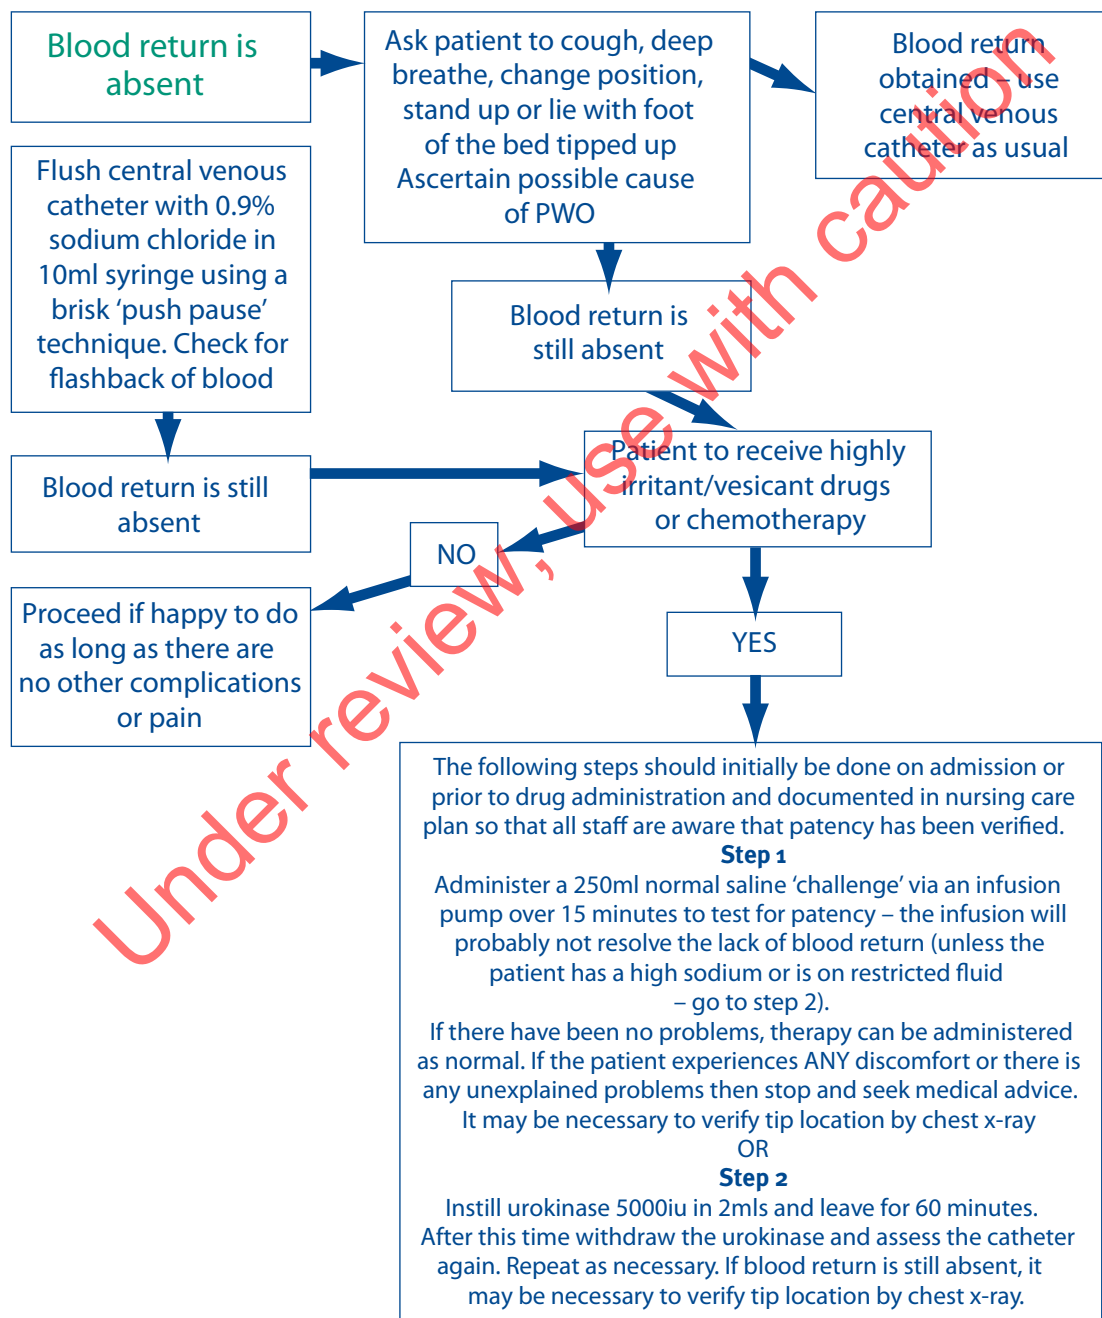 Blood return is
absent
Ask patient to cough, deep
breathe, change position,
stand up or lie with foot
of the bed tipped up
Ascertain possible cause
of PWO
Blood return
obtained – use
central venous
catheter as usual
Flush central venous
catheter with 0.9%
sodium chloride in
10ml syringe using a
brisk ‘push pause’
technique. Check for
flashback of blood
Blood return is
still absent
Blood return is still
absent
Patient to receive highly
irritant/vesicant drugs
or chemotherapy
NO
YES
Proceed if happy to do
as long as there are
no other complications
or pain
The following steps should initially be done on admission or
prior to drug administration and documented in nursing care
plan so that all staff are aware that patency has been verified.
Step 1
Administer a 250ml normal saline ‘challenge’ via an infusion
pump over 15 minutes to test for patency – the infusion will
probably not resolve the lack of blood return (unless the
patient has a high sodium or is on restricted fluid
– go to step 2).
If there have been no problems, therapy can be administered
as normal. If the patient experiences ANY discomfort or there is
any unexplained problems then stop and seek medical advice.
It may be necessary to verify tip location by chest x-ray
OR
Step 2
Instill urokinase 5000iu in 2mls and leave for 60 minutes.
After this time withdraw the urokinase and assess the catheter
again. Repeat as necessary. If blood return is still absent, it
may be necessary to verify tip location by chest x-ray.
Under review, use with caution